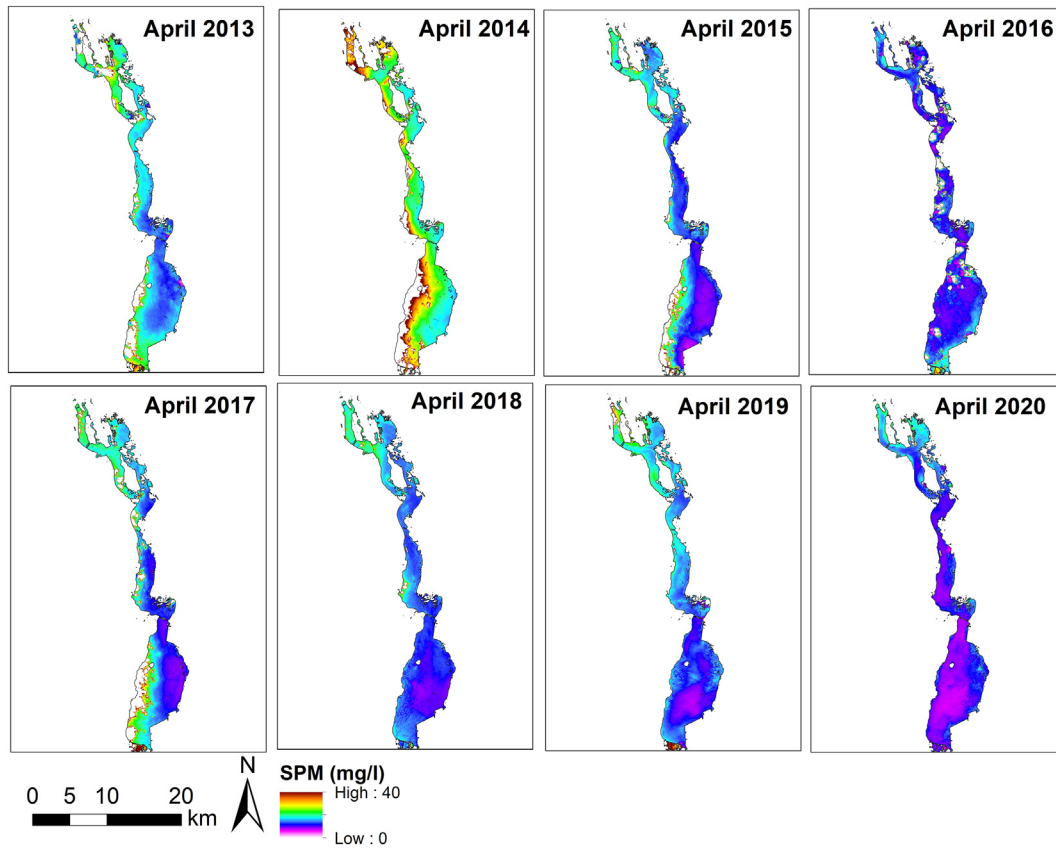 April 2013
April 2014
April 2015
April 2016
April 2017
April 2018
April 2019
April 2020
N
SPM (mg/l)
High : 40
Low : 0
0 5 10 20
km